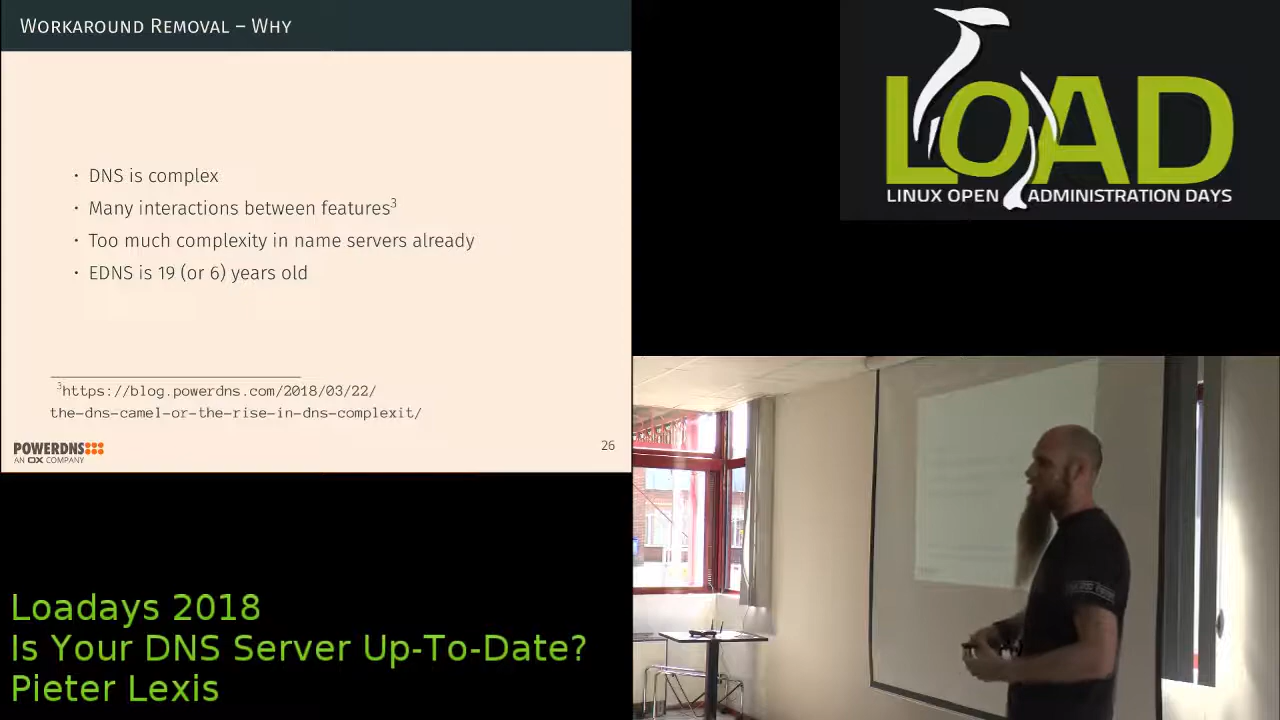 WORKAROUND REMOVAL – WHY
• DNS is complex
• Many interactions between features3
• Too much complexity in name servers already
• EDNS is 19 (or 6) years old
3https://blog.powerdns.com/2018/03/22/
the-dns-camel-or-the-rise-in-dns-complexit/
POWERDNS
AN OX COMPANY
26
LOAD
LINUX OPEN ADMINISTRATION DAYS
Loadays 2018
Is Your DNS Server Up-To-Date?
Pieter Lexis